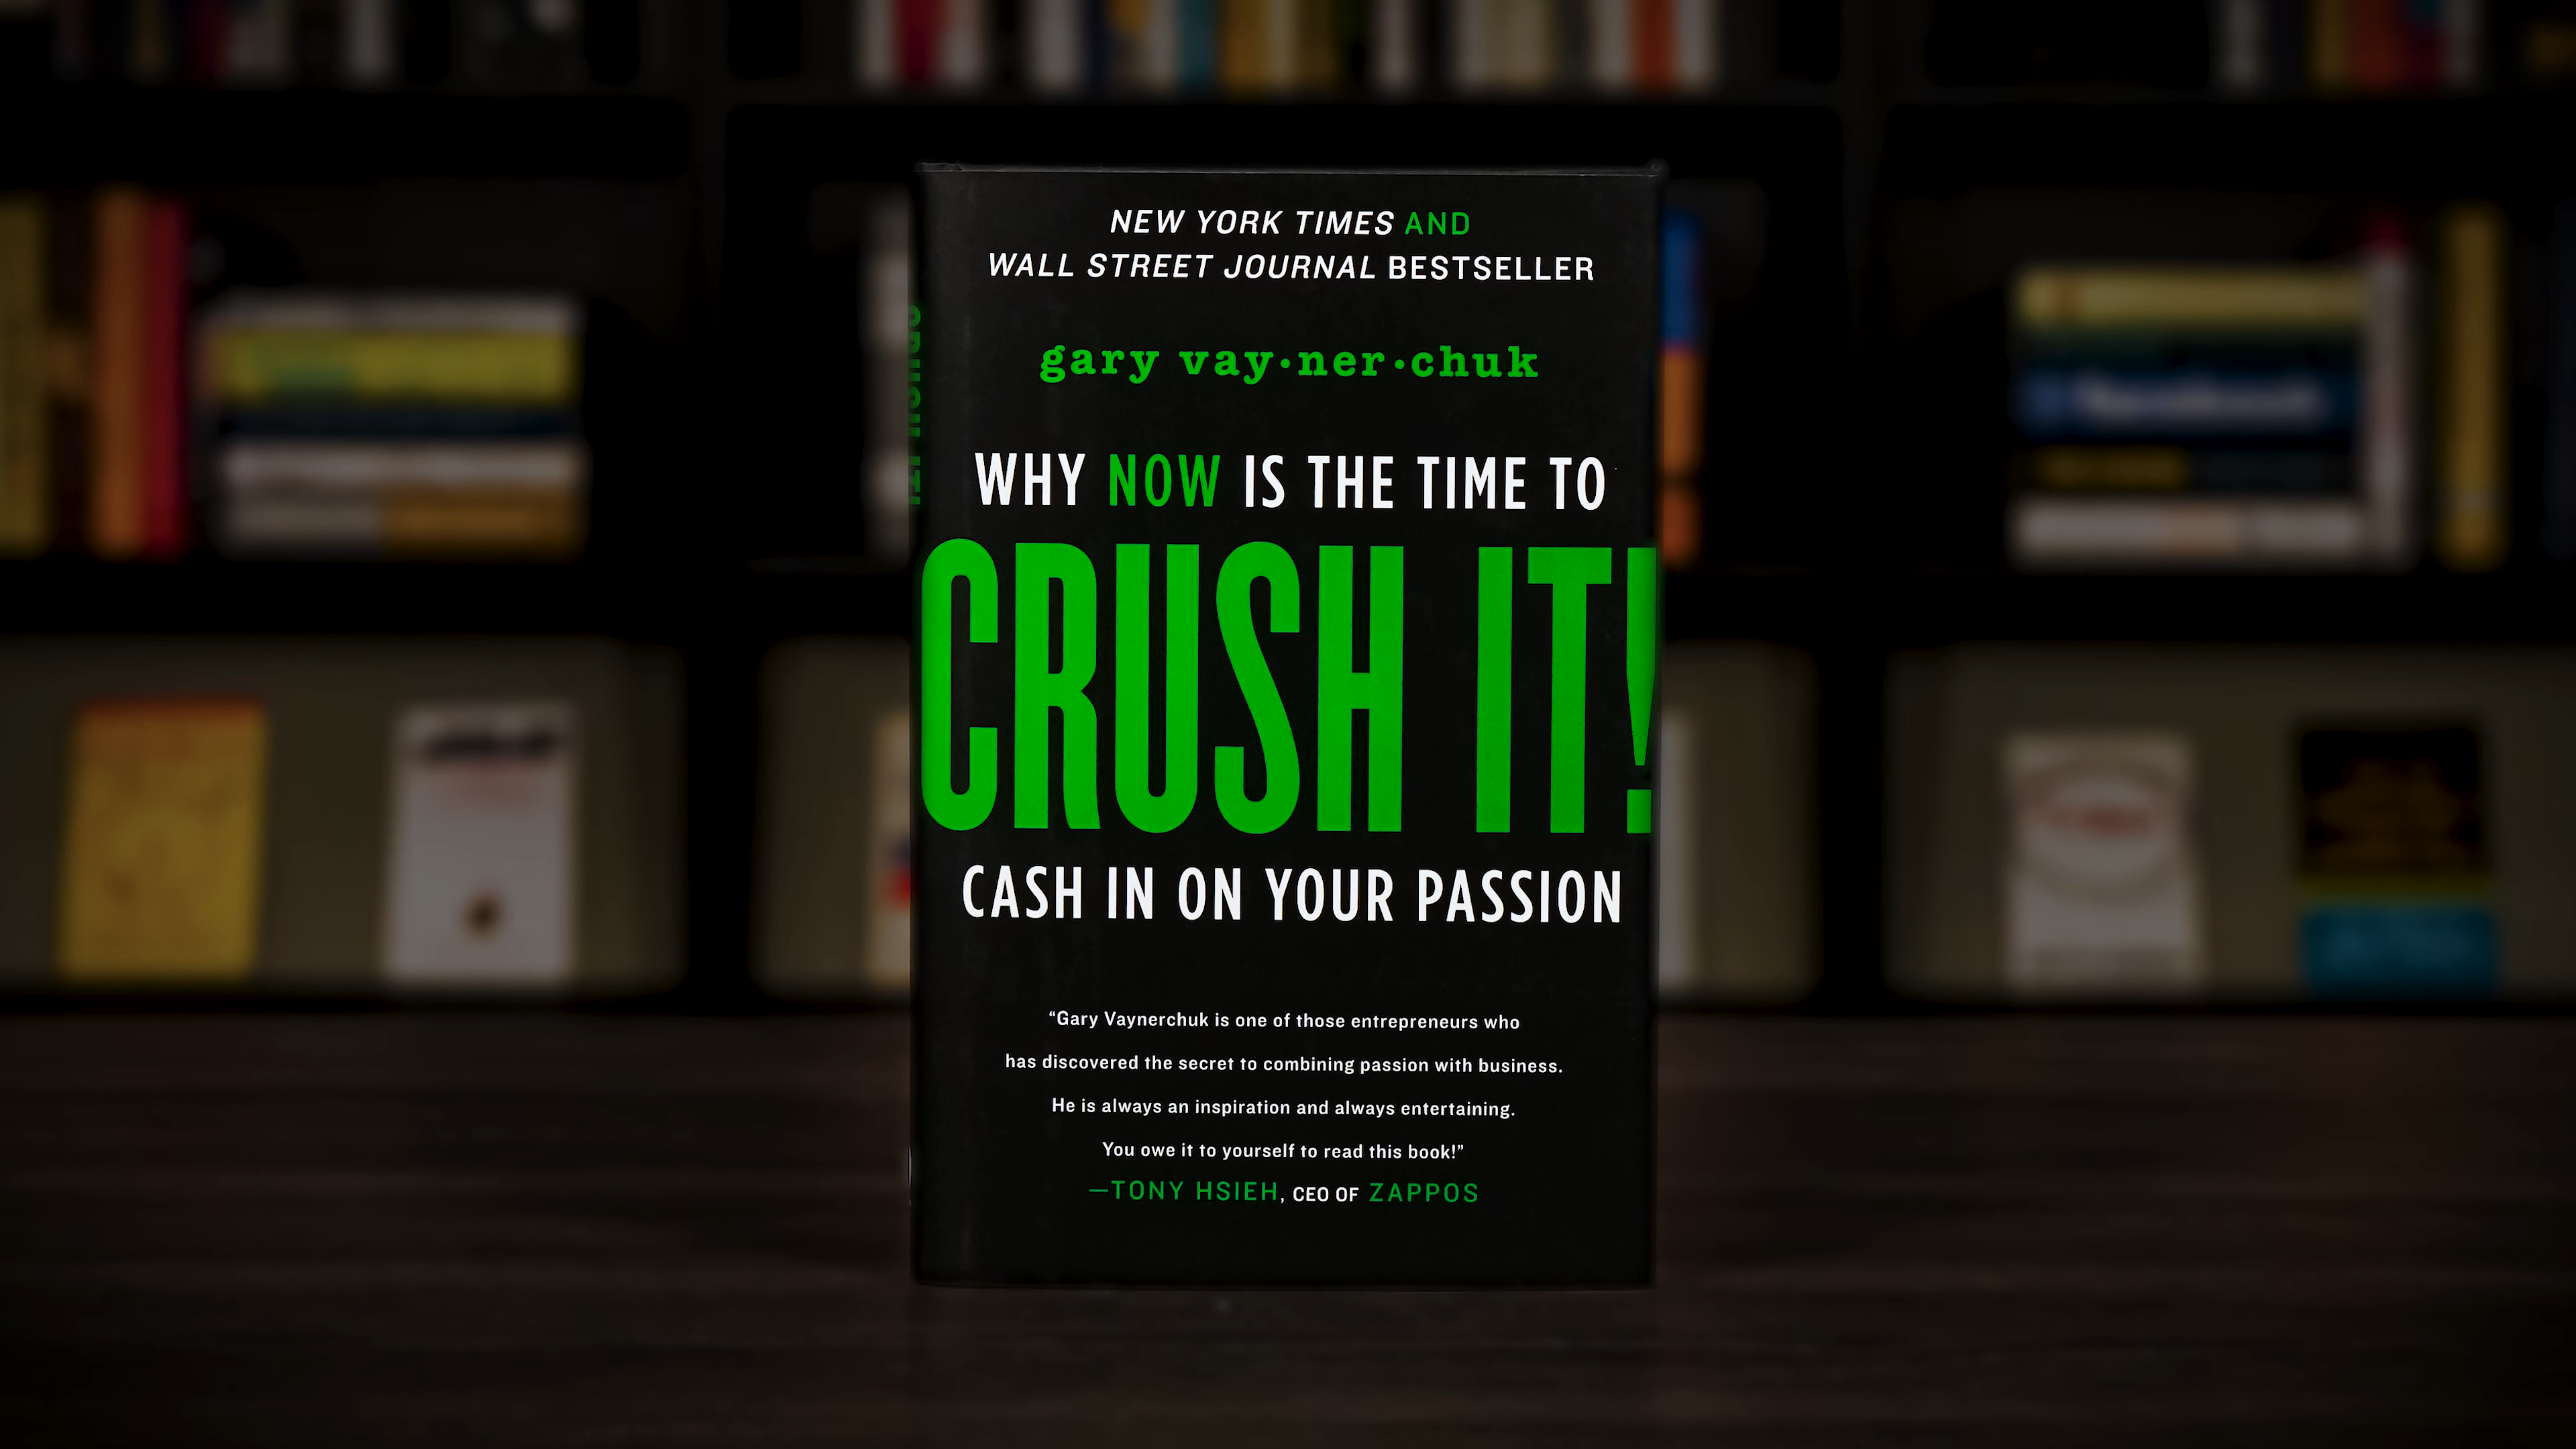 NEW YORK TIMES AND
WALL STREET JOURNAL BESTSELLER
gary vay•ner•chuk
WHY NOW IS THE TIME TO
CRUSH IT!
CASH IN ON YOUR PASSION
“Gary Vaynerchuk is one of those entrepreneurs who
has discovered the secret to combining passion with business.
He is always an inspiration and always entertaining.
You owe it to yourself to read this book!”
—TONY HSIEH, CEO OF ZAPPOS
CRUSH IT!